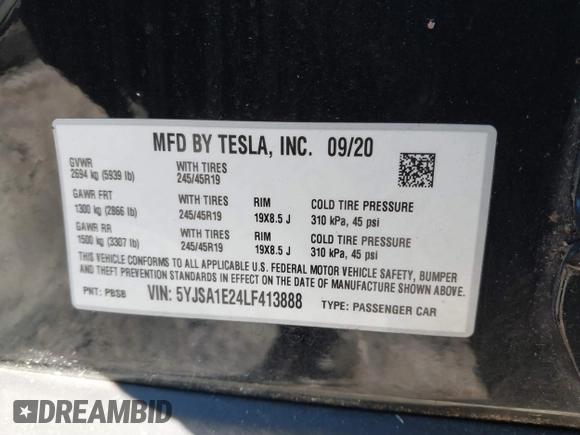 MFD BY TESLA, INC. 09/20
GVWR WITH TIRES
2694 kg (5939 lb) 245/45R19
GAWR FRT WITH TIRES RIM COLD TIRE PRESSURE
1300 kg (2866 lb) 245/45R19 19X8.5 J 310 kPa, 45 psi
GAWR RR WITH TIRES RIM COLD TIRE PRESSURE
1500 kg (3307 lb) 245/45R19 19X8.5 J 310 kPa, 45 psi
THIS VEHICLE CONFORMS TO ALL APPLICABLE U.S. FEDERAL MOTOR VEHICLE SAFETY, BUMPER
AND THEFT PREVENTION STANDARDS IN EFFECT ON THE DATE OF MANUFACTURE SHOWN ABOVE.
PNT: PBSB VIN: 5YJSA1E24LF413888 TYPE: PASSENGER CAR
DREAMBID